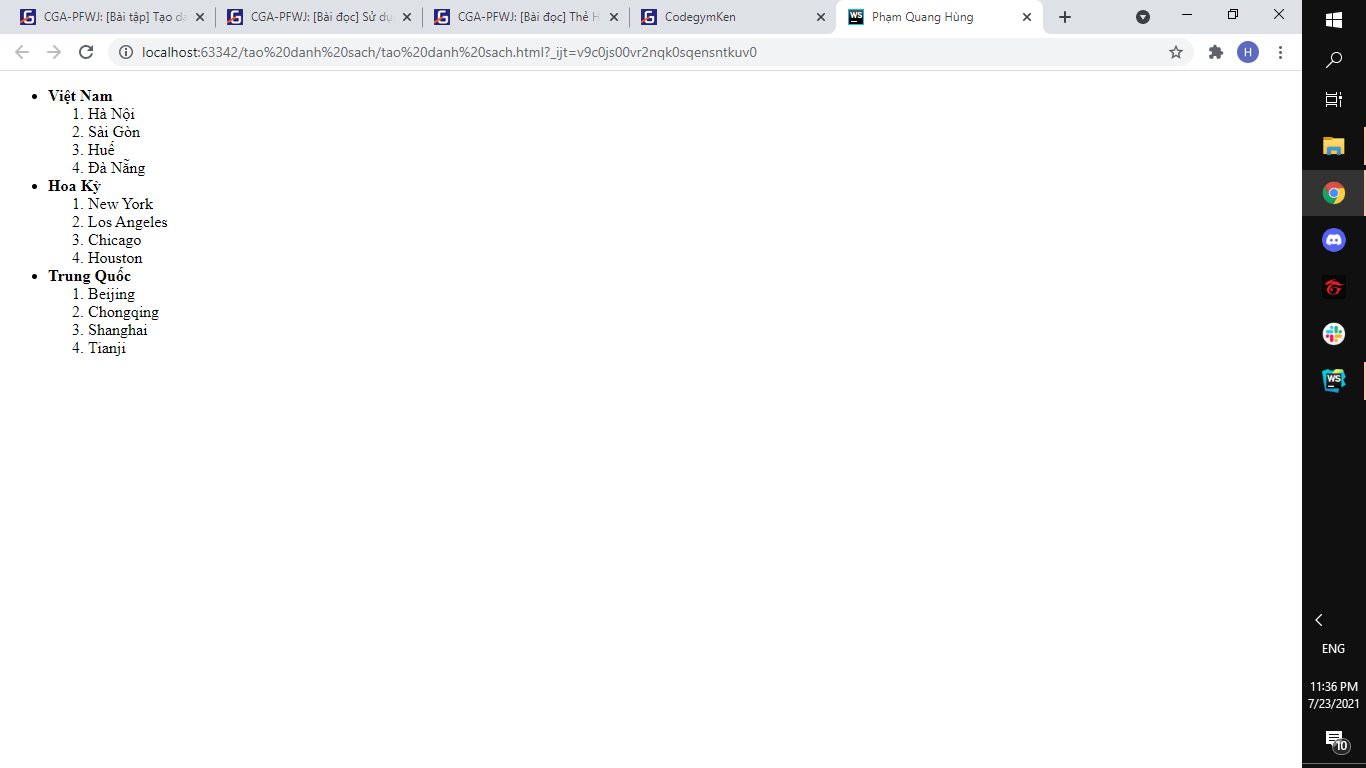 CGA-PFWJ: [Bài tập] Tạo da
CGA-PFWJ: [Bài đọc] Sử dụ
CGA-PFWJ: [Bài đọc] Thẻ H
CodegymKen
WS
Phạm Quang Hùng
localhost:63342/tao%20danh%20sach/tao%20danh%20sach.html?_ijt=v9c0js00vr2nqk0sqensntkuv0
H
• Việt Nam
1. Hà Nội
2. Sài Gòn
3. Huế
4. Đà Nẵng
• Hoa Kỳ
1. New York
2. Los Angeles
3. Chicago
4. Houston
• Trung Quốc
1. Beijing
2. Chongqing
3. Shanghai
4. Tianji
WS
ENG
11:36 PM
7/23/2021
10